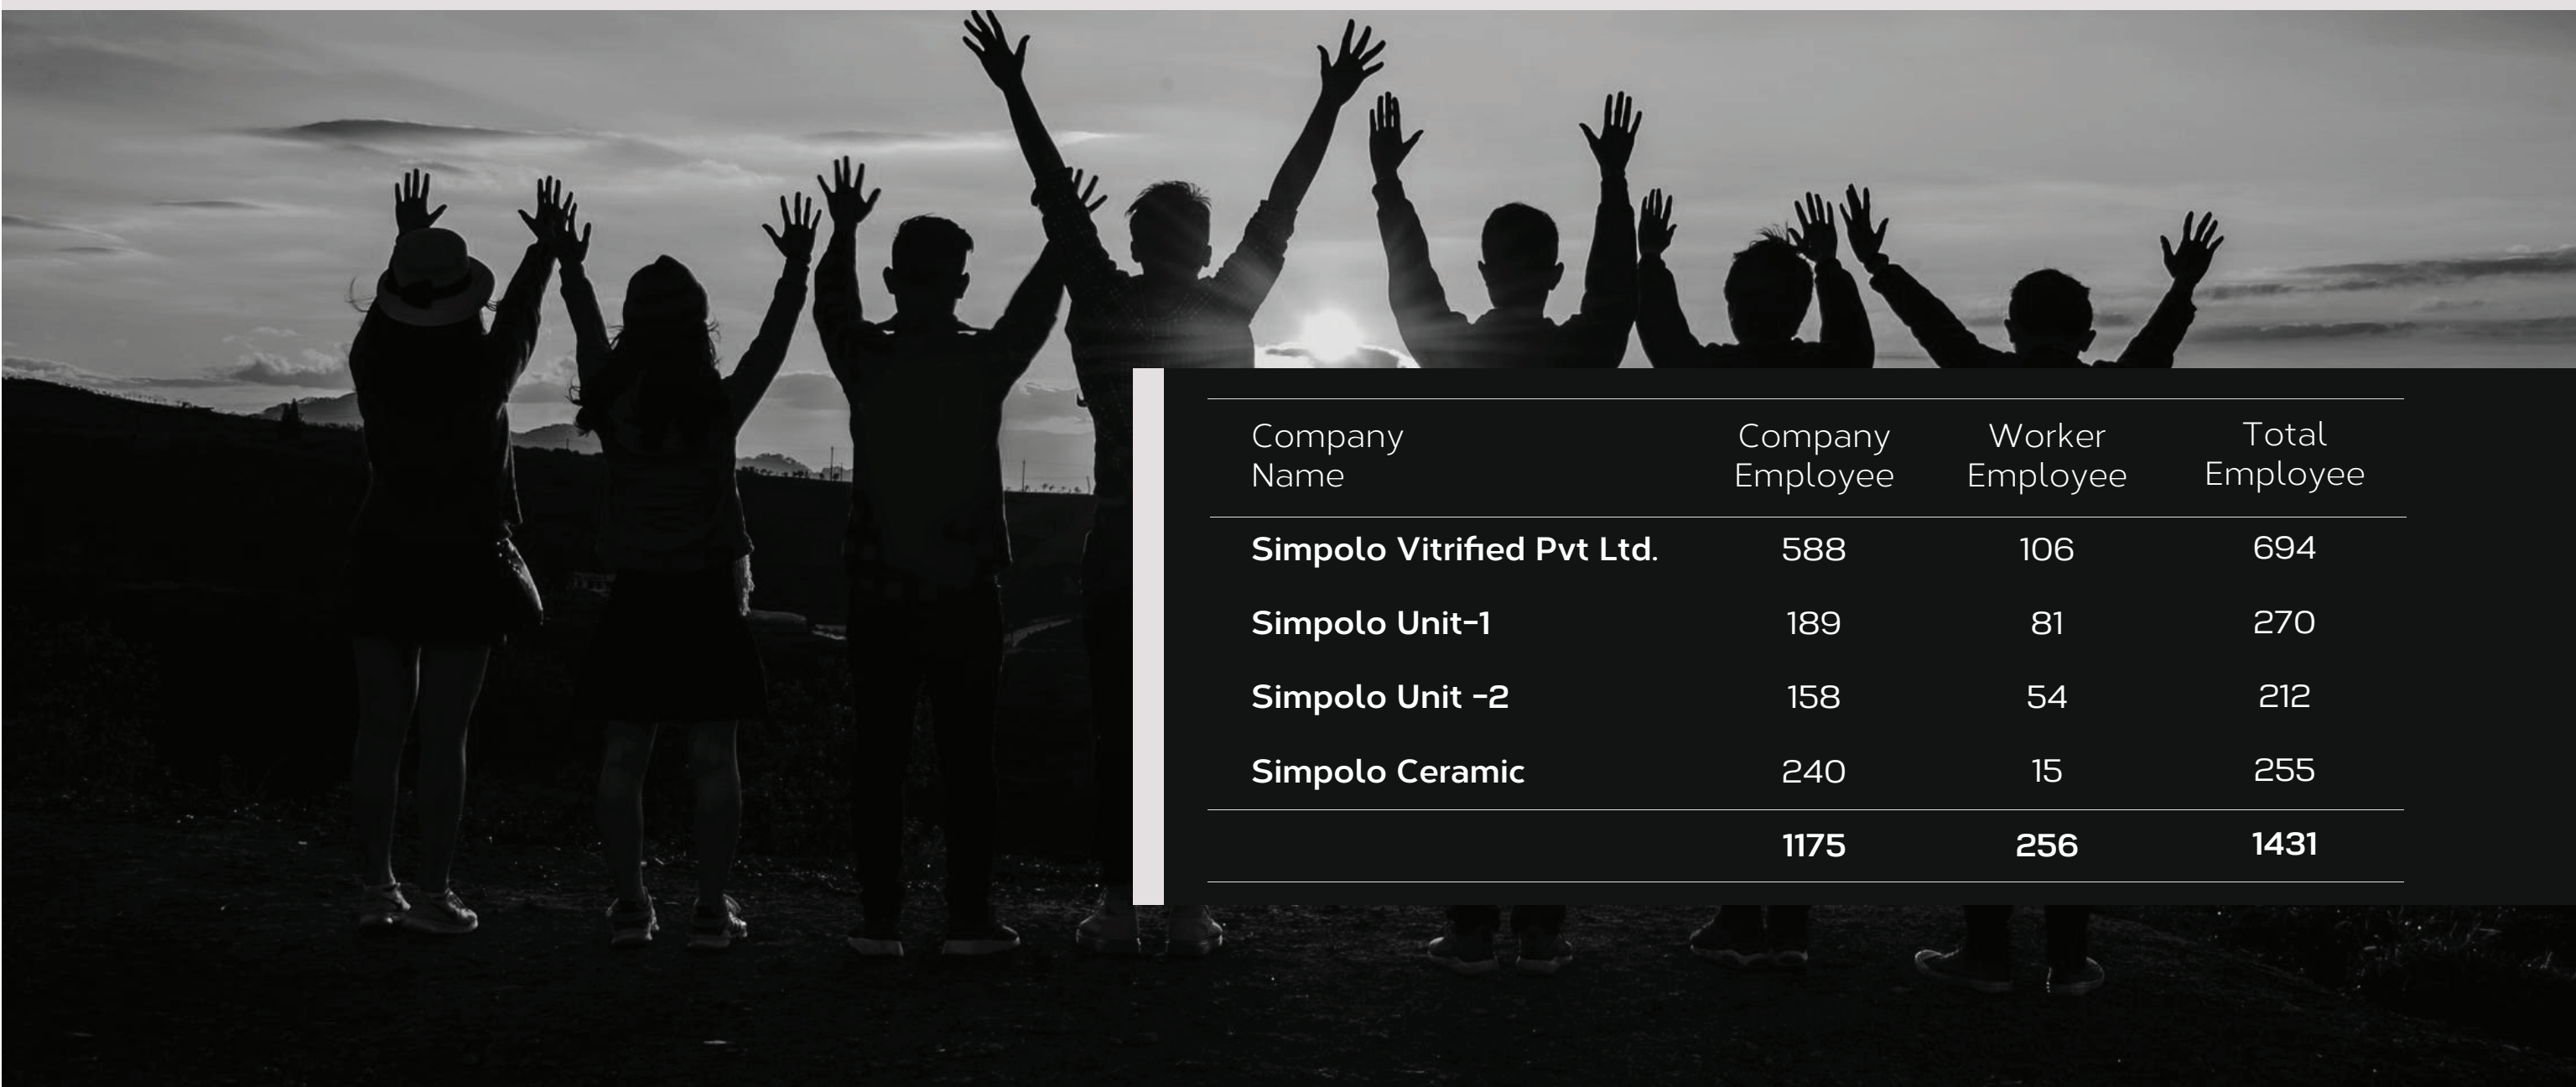 Company Name Company Employee Worker Employee Total Employee
Simpolo Vitrified Pvt Ltd. 588 106 694
Simpolo Unit-1 189 81 270
Simpolo Unit -2 158 54 212
Simpolo Ceramic 240 15 255
1175 256 1431